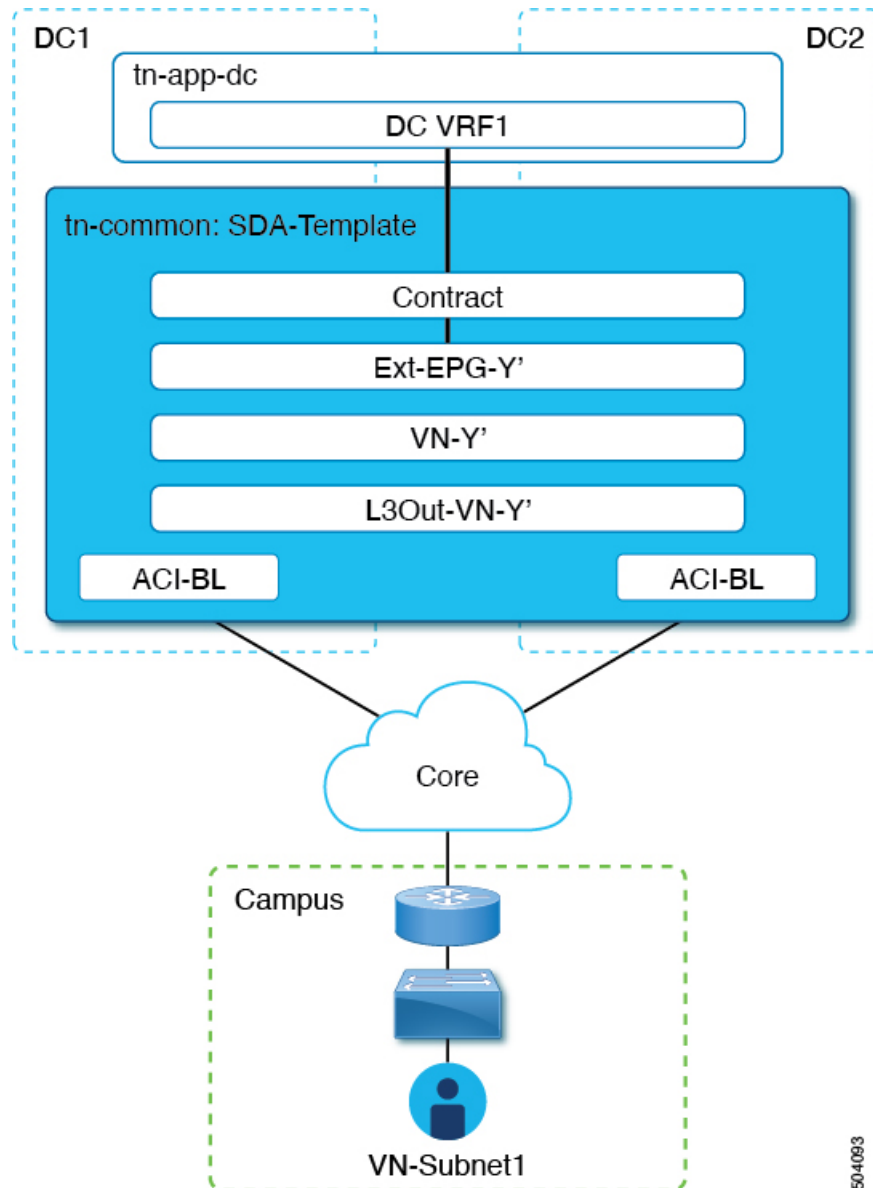 DC1
DC2
tn-app-dc
DC VRF1
tn-common: SDA-Template
Contract
Ext-EPG-Y’
VN-Y’
L3Out-VN-Y’
ACI-BL
ACI-BL
Core
Campus
VN-Subnet1
504093